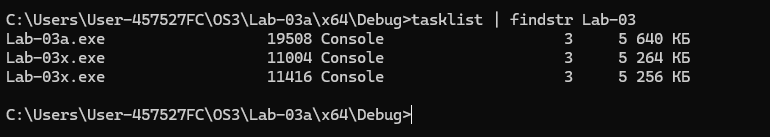 C:\Users\User-457527FC\OS3\Lab-03a\x64\Debug>tasklist | findstr Lab-03
Lab-03a.exe                  19508 Console                    3     5 640 КБ
Lab-03x.exe                  11004 Console                    3     5 264 КБ
Lab-03x.exe                  11416 Console                    3     5 256 КБ
C:\Users\User-457527FC\OS3\Lab-03a\x64\Debug>